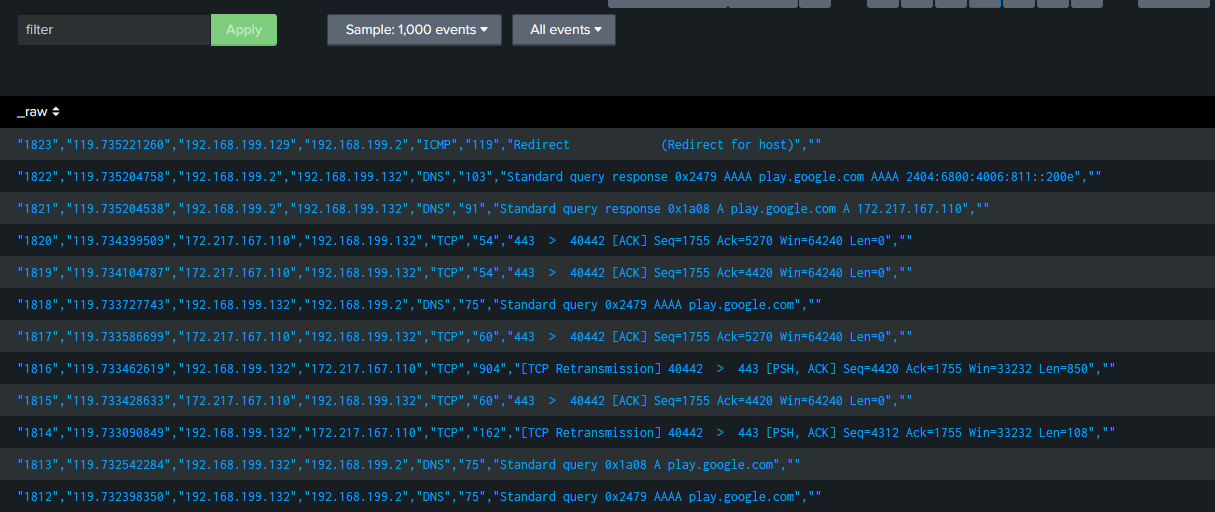 filter
Apply
Sample: 1,000 events
All events
_raw
"1823","119.735221260","192.168.199.129","192.168.199.2","ICMP","119","Redirect             (Redirect for host)",""
"1822","119.735204758","192.168.199.2","192.168.199.132","DNS","103","Standard query response 0x2479 AAAA play.google.com AAAA 2404:6800:4006:811::200e",""
"1821","119.735204538","192.168.199.2","192.168.199.132","DNS","91","Standard query response 0x1a08 A play.google.com A 172.217.167.110",""
"1820","119.734399509","172.217.167.110","192.168.199.132","TCP","54","443  >  40442 [ACK] Seq=1755 Ack=5270 Win=64240 Len=0",""
"1819","119.734104787","172.217.167.110","192.168.199.132","TCP","54","443  >  40442 [ACK] Seq=1755 Ack=4420 Win=64240 Len=0",""
"1818","119.733727743","192.168.199.132","192.168.199.2","DNS","75","Standard query 0x2479 AAAA play.google.com",""
"1817","119.733586699","172.217.167.110","192.168.199.132","TCP","60","443  >  40442 [ACK] Seq=1755 Ack=5270 Win=64240 Len=0",""
"1816","119.733462619","192.168.199.132","172.217.167.110","TCP","904","[TCP Retransmission] 40442  >  443 [PSH, ACK] Seq=4420 Ack=1755 Win=33232 Len=850",""
"1815","119.733428633","172.217.167.110","192.168.199.132","TCP","60","443  >  40442 [ACK] Seq=1755 Ack=4420 Win=64240 Len=0",""
"1814","119.733090849","192.168.199.132","172.217.167.110","TCP","162","[TCP Retransmission] 40442  >  443 [PSH, ACK] Seq=4312 Ack=1755 Win=33232 Len=108",""
"1813","119.732542284","192.168.199.132","192.168.199.2","DNS","75","Standard query 0x1a08 A play.google.com",""
"1812","119.732398350","192.168.199.132","192.168.199.2","DNS","75","Standard query 0x2479 AAAA play.google.com",""